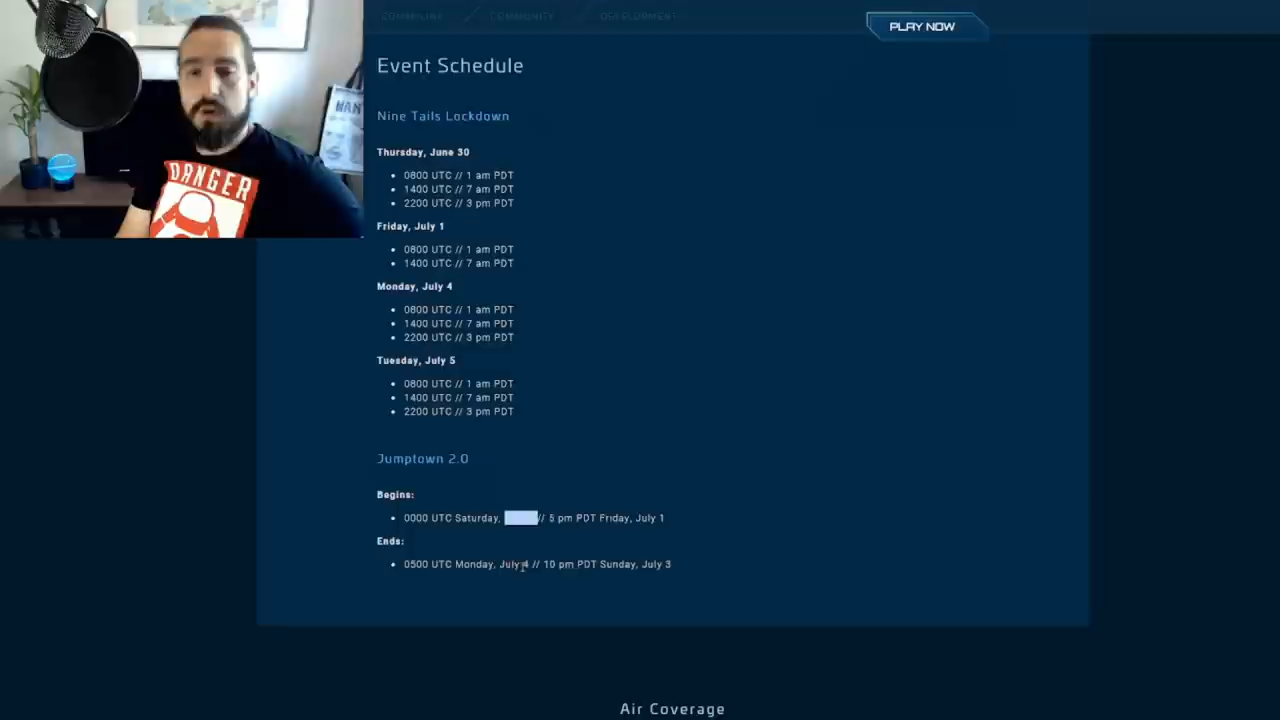 COMM-LINK
COMMUNITY
DEVELOPMENT
PLAY NOW
Event Schedule
WAN
DANGER
Nine Tails Lockdown
Thursday, June 30
0800 UTC // 1 am PDT
1400 UTC // 7 am PDT
2200 UTC // 3 pm PDT
Friday, July 1
0800 UTC // 1 am PDT
1400 UTC // 7 am PDT
Monday, July 4
0800 UTC // 1 am PDT
1400 UTC // 7 am PDT
2200 UTC // 3 pm PDT
Tuesday, July 5
0800 UTC // 1 am PDT
1400 UTC // 7 am PDT
2200 UTC // 3 pm PDT
Jumptown 2.0
Begins:
0000 UTC Saturday, // 5 pm PDT Friday, July 1
Ends:
0500 UTC Monday, July 4 // 10 pm PDT Sunday, July 3
Air Coverage